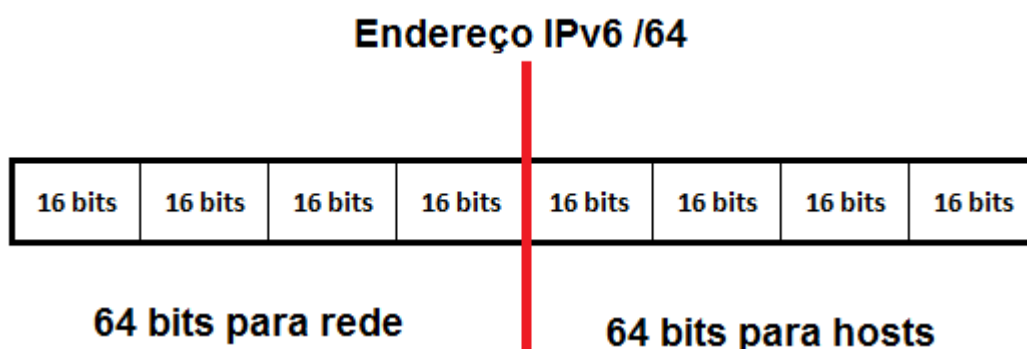 Endereço IPv6 /64
16 bits 16 bits 16 bits 16 bits 16 bits 16 bits 16 bits 16 bits
64 bits para rede 64 bits para hosts